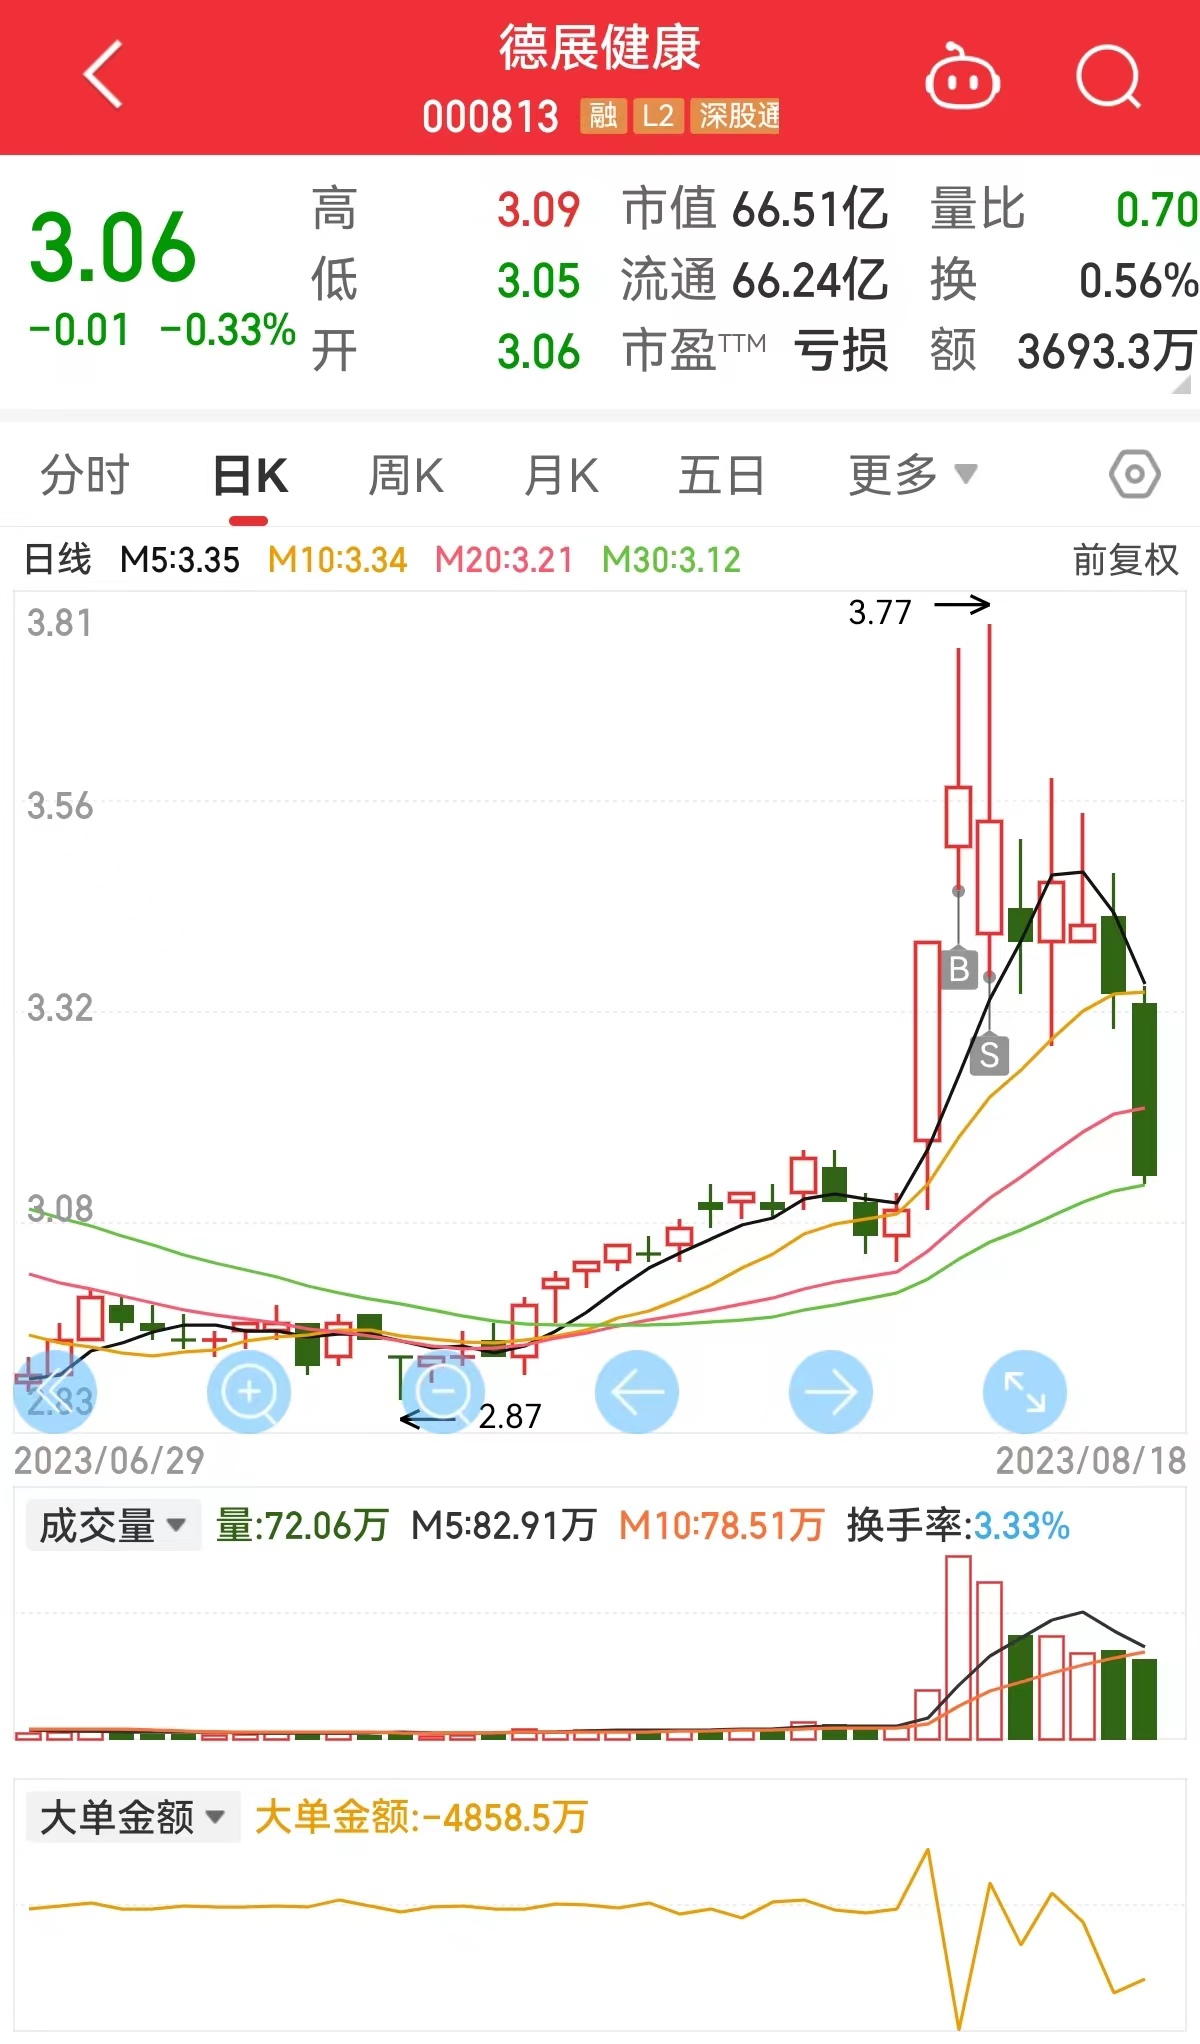 德展健康
000813 融 L2 深股通
3.06
-0.01 -0.33%
高 3.09 市值 66.51亿 量比 0.70
低 3.05 流通 66.24亿 换 0.56%
开 3.06 市盈TTM 亏损 额 3693.3万
分时 日K 周K 月K 五日 更多
日线 M5:3.35 M10:3.34 M20:3.21 M30:3.12 前复权
3.81
3.77
3.56
B
3.32
S
3.08
2.83
2.87
2023/06/29 2023/08/18
成交量 量:72.06万 M5:82.91万 M10:78.51万 换手率:3.33%
大单金额 大单金额:-4858.5万